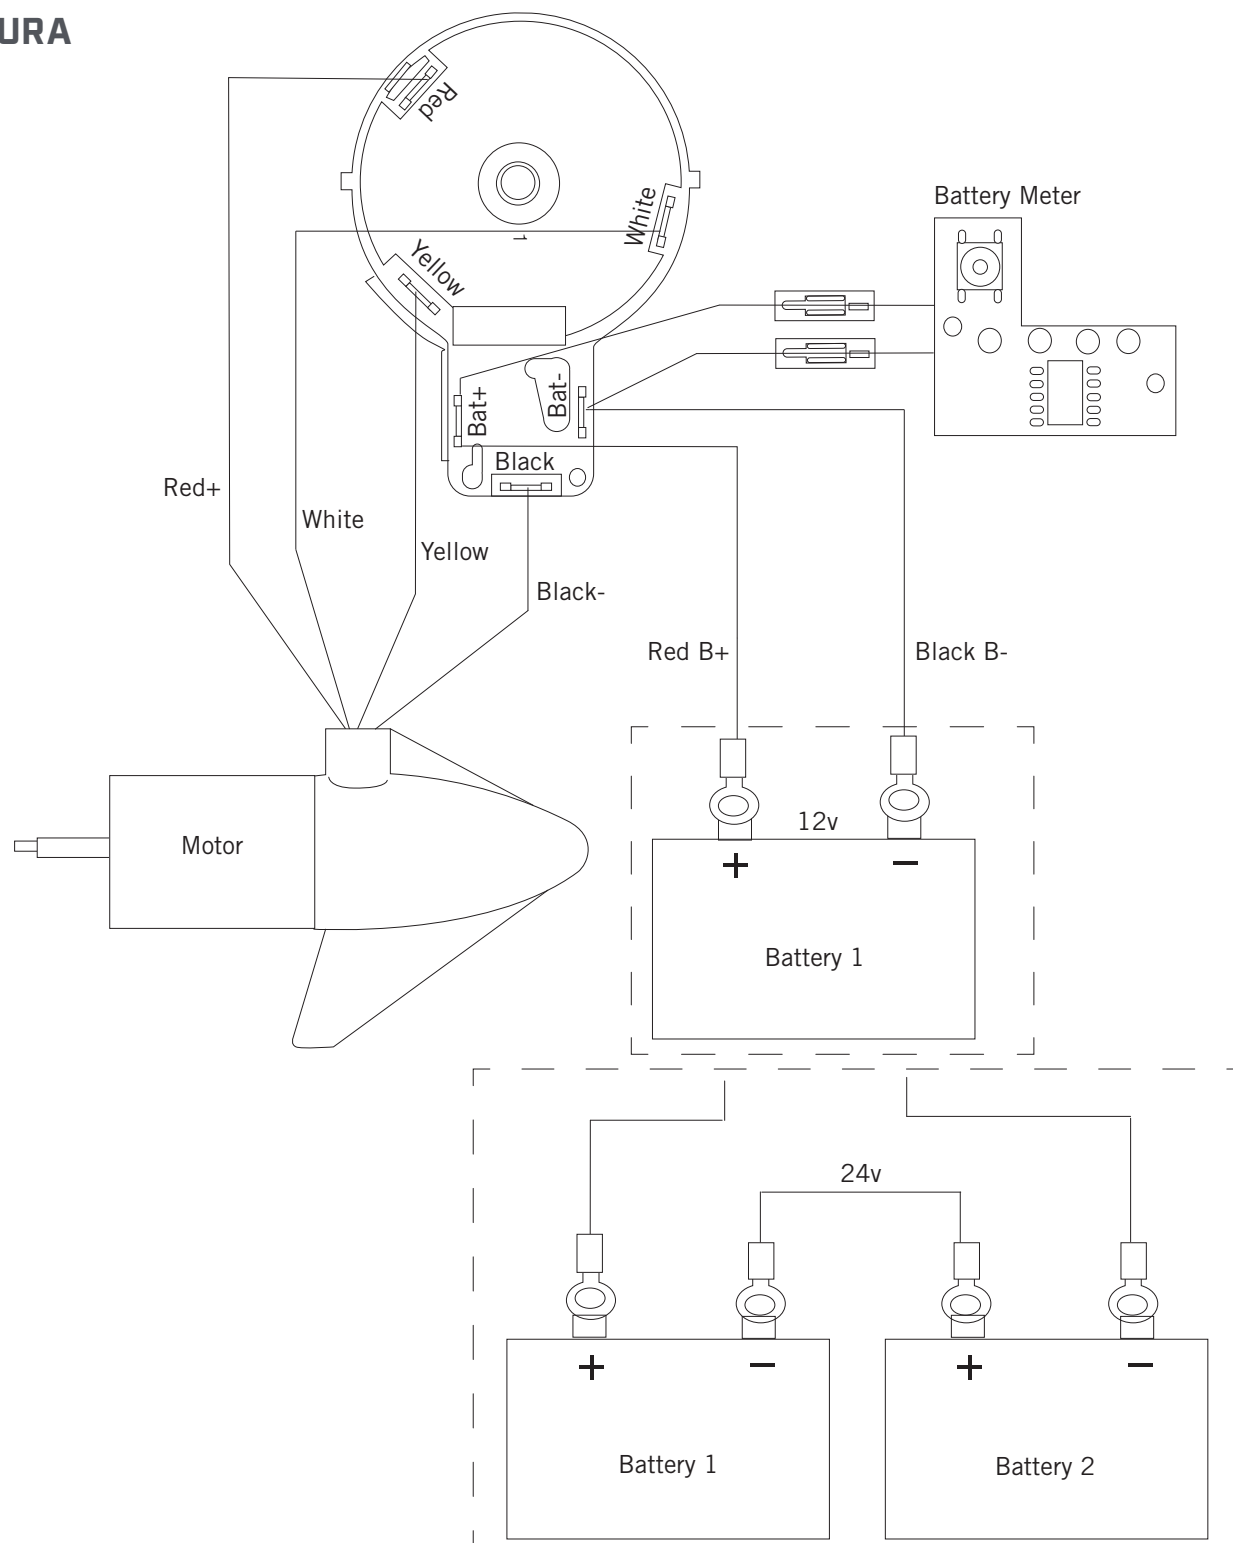 URA
Red
White
Yellow
1
Battery Meter
Bat+
Bat-
Black
Red+
White
Yellow
Black-
Red B+
Black B-
12v
+
−
Motor
Battery 1
24v
+
−
+
−
Battery 1
Battery 2